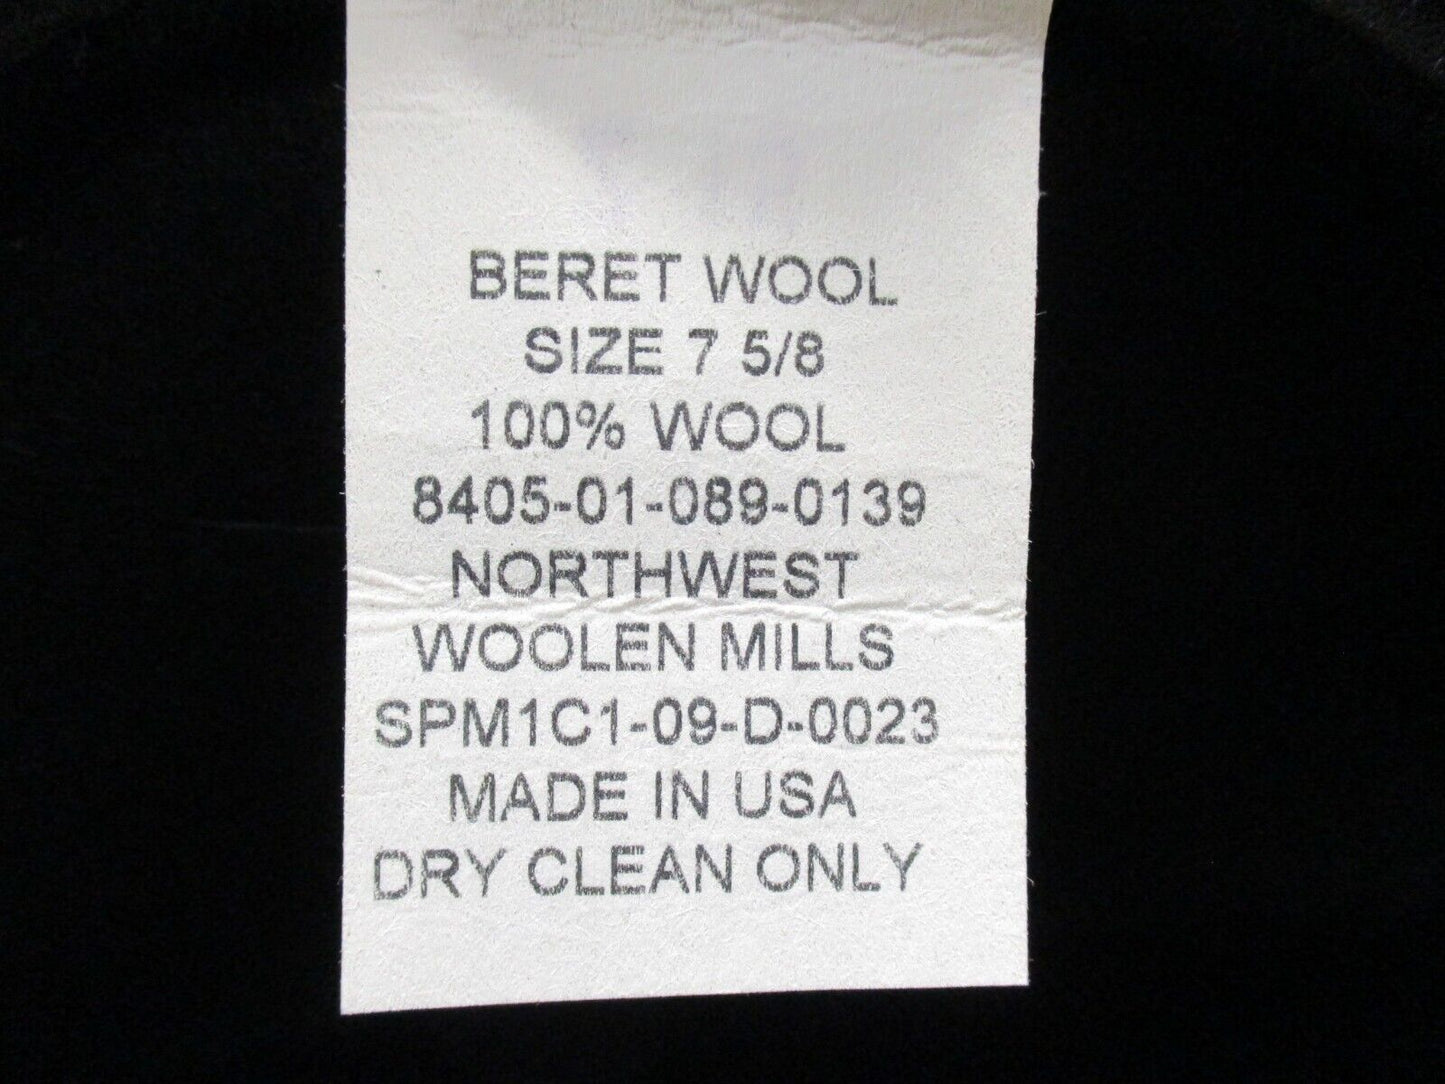 BERET WOOL
SIZE 7 5/8
100% WOOL
8405-01-089-0139
NORTHWEST
WOOLEN MILLS
SPM1C1-09-D-0023
MADE IN USA
DRY CLEAN ONLY